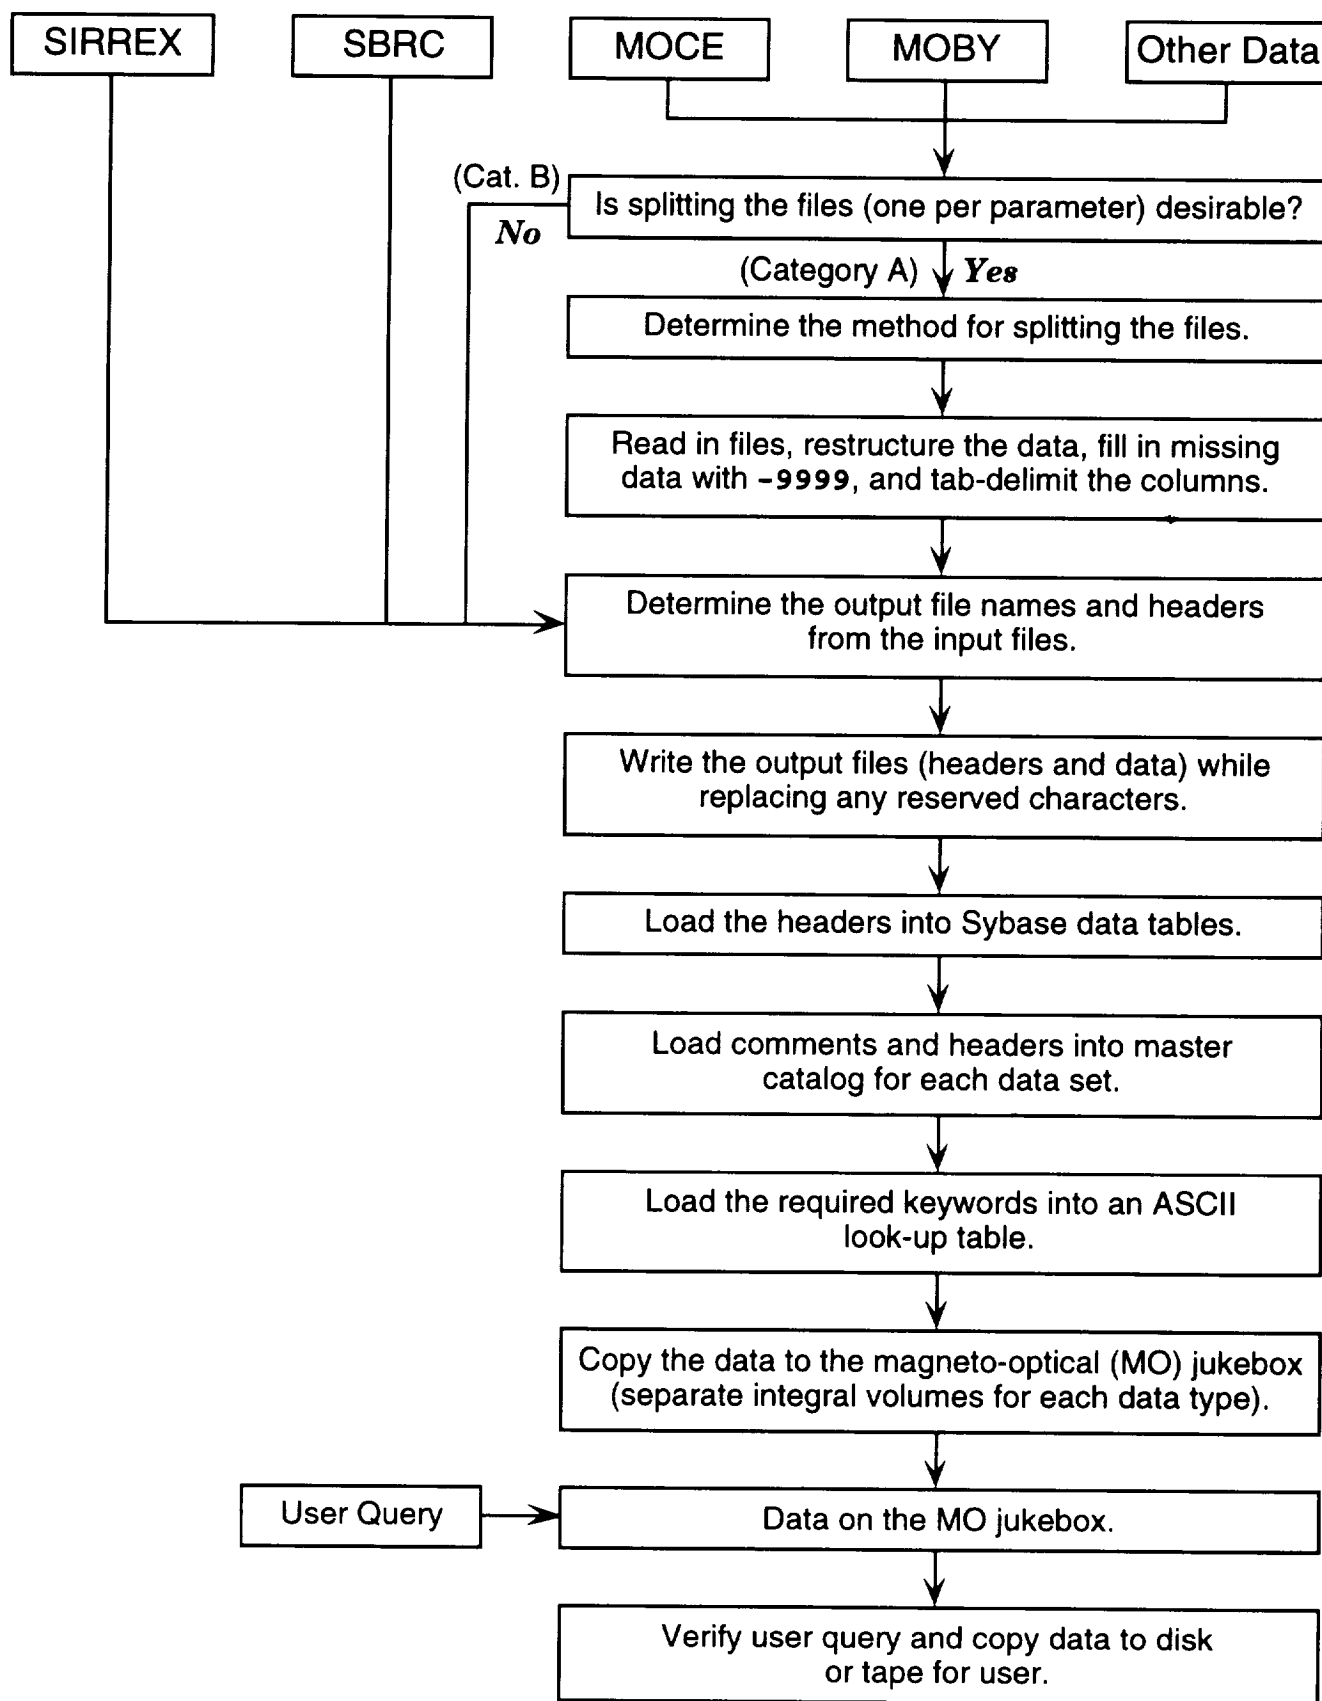 SIRREX
SBRC
MOCE
MOBY
Other Data
(Cat. B)
No
Is splitting the files (one per parameter) desirable?
(Category A) Yes
Determine the method for splitting the files.
Read in files, restructure the data, fill in missing
data with -9999, and tab-delimit the columns.
Determine the output file names and headers
from the input files.
Write the output files (headers and data) while
replacing any reserved characters.
Load the headers into Sybase data tables.
Load comments and headers into master
catalog for each data set.
Load the required keywords into an ASCII
look-up table.
Copy the data to the magneto-optical (MO) jukebox
(separate integral volumes for each data type).
User Query
Data on the MO jukebox.
Verify user query and copy data to disk
or tape for user.